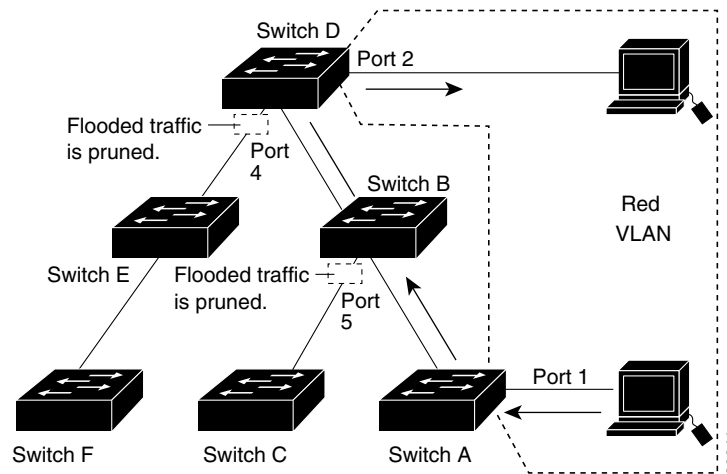 Switch D
Port 2
Flooded traffic
is pruned.
Port
4
Switch B
Red
VLAN
Switch E
Flooded traffic
is pruned.
Port
5
Port 1
Switch F
Switch C
Switch A